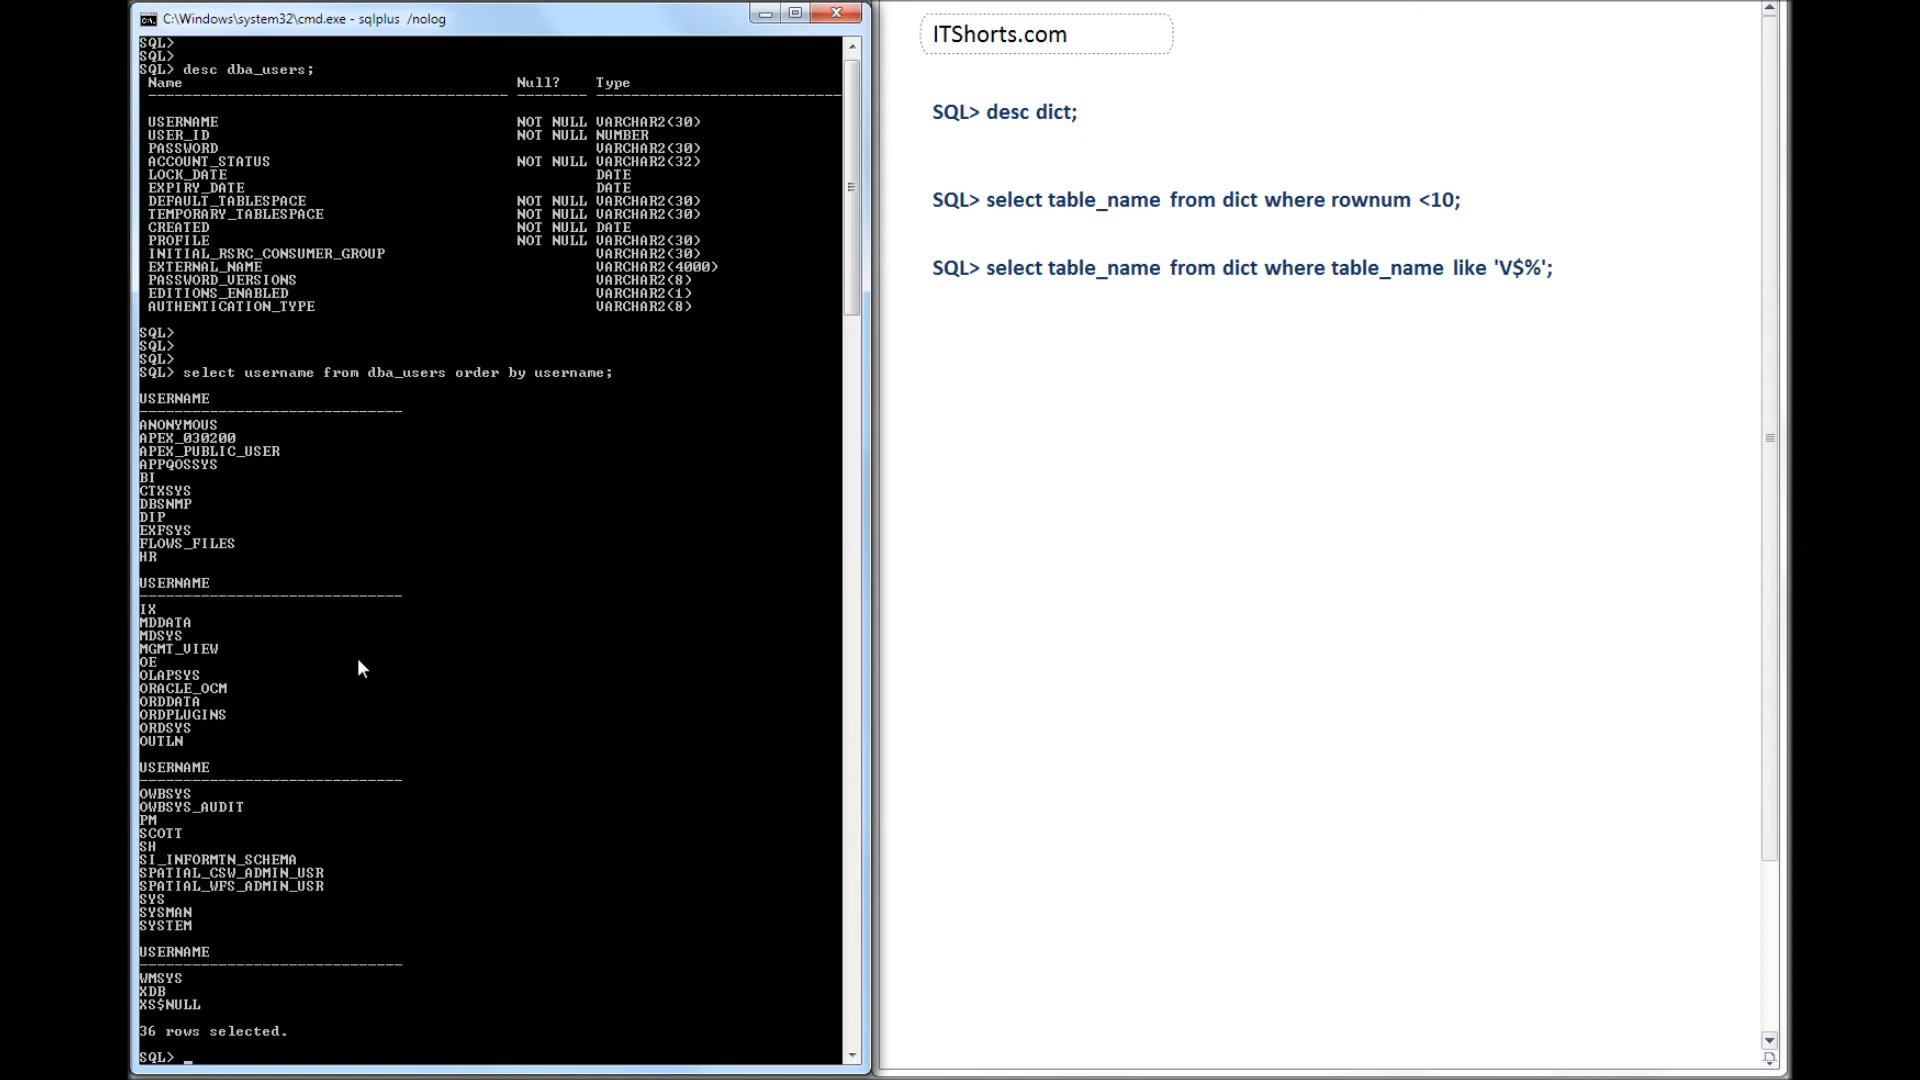 C:\Windows\system32\cmd.exe - sqlplus /nolog
SQL>
SQL>
SQL> desc dba_users;
Name Null? Type
USERNAME NOT NULL VARCHAR2(30)
USER_ID NOT NULL NUMBER
PASSWORD VARCHAR2(30)
ACCOUNT_STATUS NOT NULL VARCHAR2(32)
LOCK_DATE DATE
EXPIRY_DATE DATE
DEFAULT_TABLESPACE NOT NULL VARCHAR2(30)
TEMPORARY_TABLESPACE NOT NULL VARCHAR2(30)
CREATED NOT NULL DATE
PROFILE NOT NULL VARCHAR2(30)
INITIAL_RSRC_CONSUMER_GROUP VARCHAR2(30)
EXTERNAL_NAME VARCHAR2(4000)
PASSWORD_VERSIONS VARCHAR2(8)
EDITIONS_ENABLED VARCHAR2(1)
AUTHENTICATION_TYPE VARCHAR2(8)
SQL>
SQL>
SQL>
SQL> select username from dba_users order by username;
USERNAME
ANONYMOUS
APEX_030200
APEX_PUBLIC_USER
APPQOSSYS
BI
CTXSYS
DBSNMP
DIP
EXFSYS
FLOWS_FILES
HR
USERNAME
IX
MDDATA
MDSYS
MGMT_VIEW
OE
OLAPSYS
ORACLE_OCM
ORDDATA
ORDPLUGINS
ORDSYS
OUTLN
USERNAME
OWBSYS
OWBSYS_AUDIT
PM
SCOTT
SH
SI_INFORMTN_SCHEMA
SPATIAL_CSW_ADMIN_USR
SPATIAL_WFS_ADMIN_USR
SYS
SYSMAN
SYSTEM
USERNAME
WMSYS
XDB
XS$NULL
36 rows selected.
SQL> _
ITShorts.com
SQL> desc dict;
SQL> select table_name from dict where rownum <10;
SQL> select table_name from dict where table_name like 'V$%';